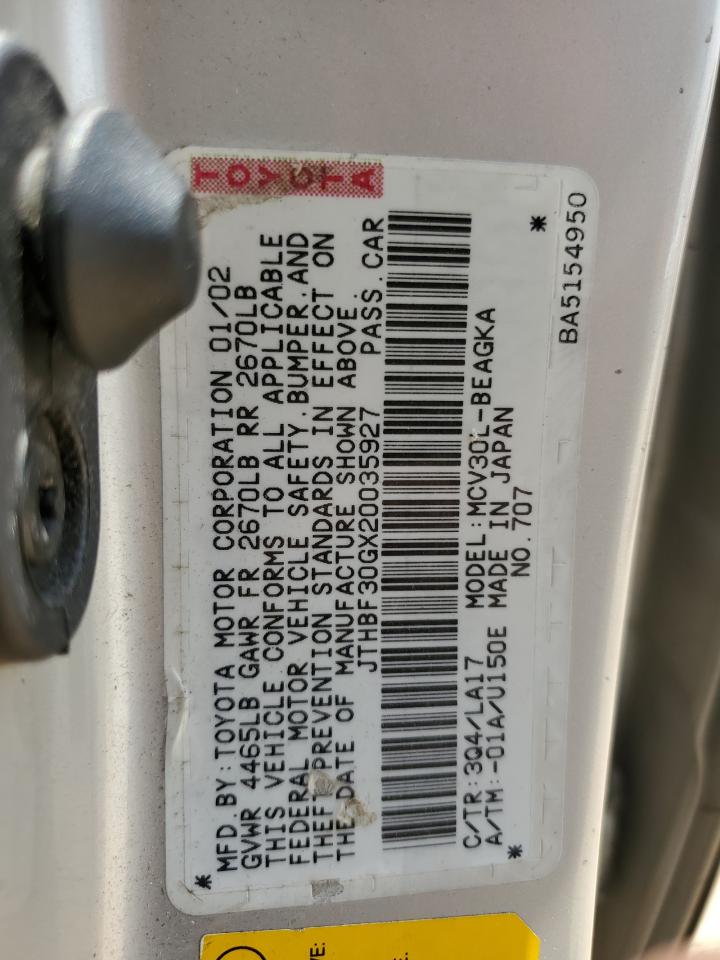 TOYOTA
* MFD.BY:TOYOTA MOTOR CORPORATION 01/02
GVWR 4465LB GAWR FR 2670LB RR 2670LB
THIS VEHICLE CONFORMS TO ALL APPLICABLE
FEDERAL MOTOR VEHICLE SAFETY,BUMPER,AND
THEFT PREVENTION STANDARDS IN EFFECT ON
THE DATE OF MANUFACTURE SHOWN ABOVE.
JTHBF30GX20035927 PASS.CAR
C/TR:3Q4/LA17 MODEL:MCV30L-BEAGKA
A/TM:-01A/U150E MADE IN JAPAN
* NO.707 *
BA5154950